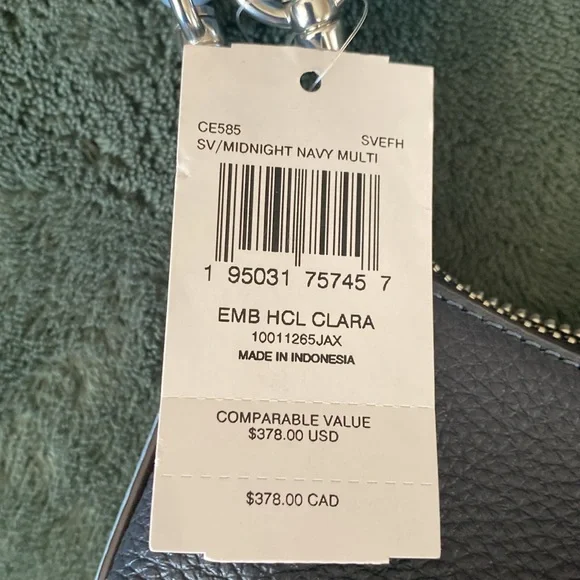 CE585 SVEFH
SV/MIDNIGHT NAVY MULTI
1 95031 75745 7
EMB HCL CLARA
10011265JAX
MADE IN INDONESIA
COMPARABLE VALUE
$378.00 USD
$378.00 CAD